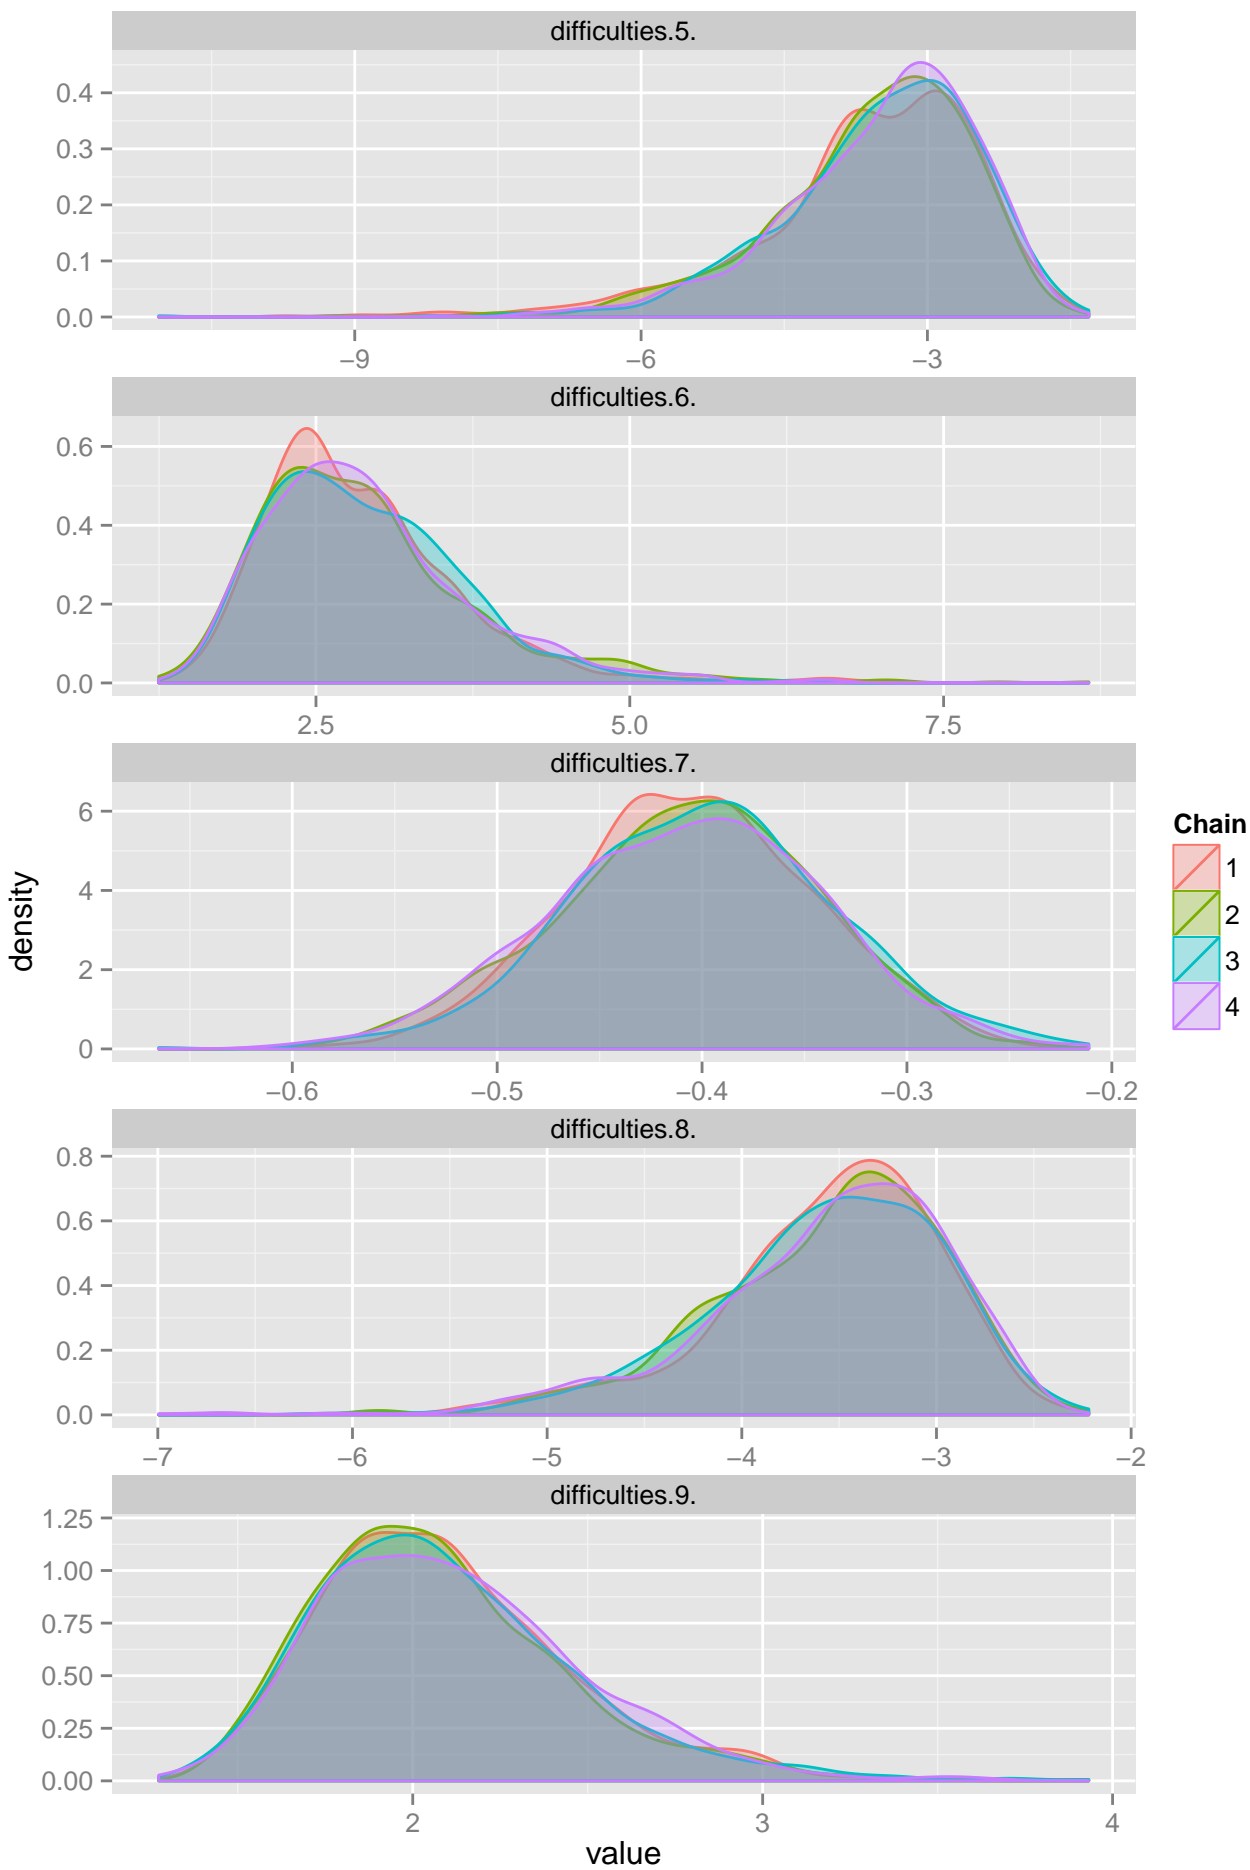 difficulties.5.
0.4
0.3
0.2
0.1
0.0
−9 −6 −3
difficulties.6.
0.6
0.4
0.2
0.0
2.5 5.0 7.5
difficulties.7.
6
4
2
0
−0.6 −0.5 −0.4 −0.3 −0.2
density
Chain
1
2
3
4
difficulties.8.
0.8
0.6
0.4
0.2
0.0
−7 −6 −5 −4 −3 −2
difficulties.9.
1.25
1.00
0.75
0.50
0.25
0.00
2 3 4
value